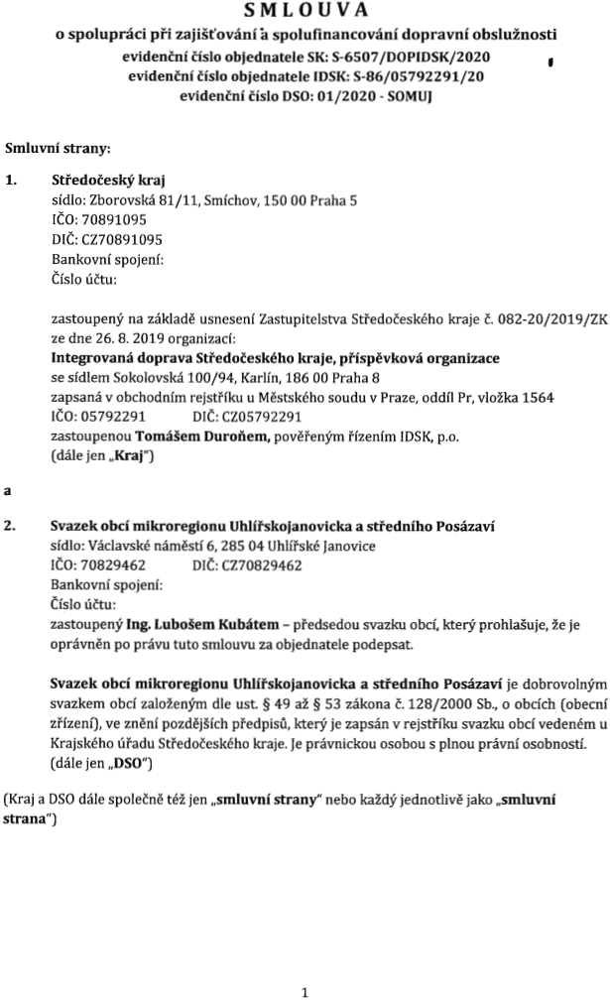 S M L O U V A
o spolupráci při zajišťování a spolufinancování dopravní obslužnosti
evidenční číslo objednatele SK: S-6507/DOPIDSK/2020
evidenční číslo objednatele IDSK: S-86/05792291/20
evidenční číslo DSO: 01/2020 - SOMUJ
Smluvní strany:
1. Středočeský kraj
sídlo: Zborovská 81/11, Smíchov, 150 00 Praha 5
IČO: 70891095
DIČ: CZ70891095
Bankovní spojení:
Číslo účtu:
zastoupený na základě usnesení Zastupitelstva Středočeského kraje č. 082-20/2019/ZK
ze dne 26. 8. 2019 organizací:
Integrovaná doprava Středočeského kraje, příspěvková organizace
se sídlem Sokolovská 100/94, Karlín, 186 00 Praha 8
zapsaná v obchodním rejstříku u Městského soudu v Praze, oddíl Pr, vložka 1564
IČO: 05792291 DIČ: CZ05792291
zastoupenou Tomášem Duroňem, pověřeným řízením IDSK, p.o.
(dále jen „Kraj“)
a
2. Svazek obcí mikroregionu Uhlířskojanovicka a středního Posázaví
sídlo: Václavské náměstí 6, 285 04 Uhlířské Janovice
IČO: 70829462 DIČ: CZ70829462
Bankovní spojení:
Číslo účtu:
zastoupený Ing. Lubošem Kubátem – předsedou svazku obcí, který prohlašuje, že je
oprávněn po právu tuto smlouvu za objednatele podepsat.
Svazek obcí mikroregionu Uhlířskojanovicka a středního Posázaví je dobrovolným
svazkem obcí založeným dle ust. § 49 až § 53 zákona č. 128/2000 Sb., o obcích (obecní
zřízení), ve znění pozdějších předpisů, který je zapsán v rejstříku svazku obcí vedeném u
Krajského úřadu Středočeského kraje. Je právnickou osobou s plnou právní osobností.
(dále jen „DSO“)
(Kraj a DSO dále společně též jen „smluvní strany“ nebo každý jednotlivě jako „smluvní
strana“)
1